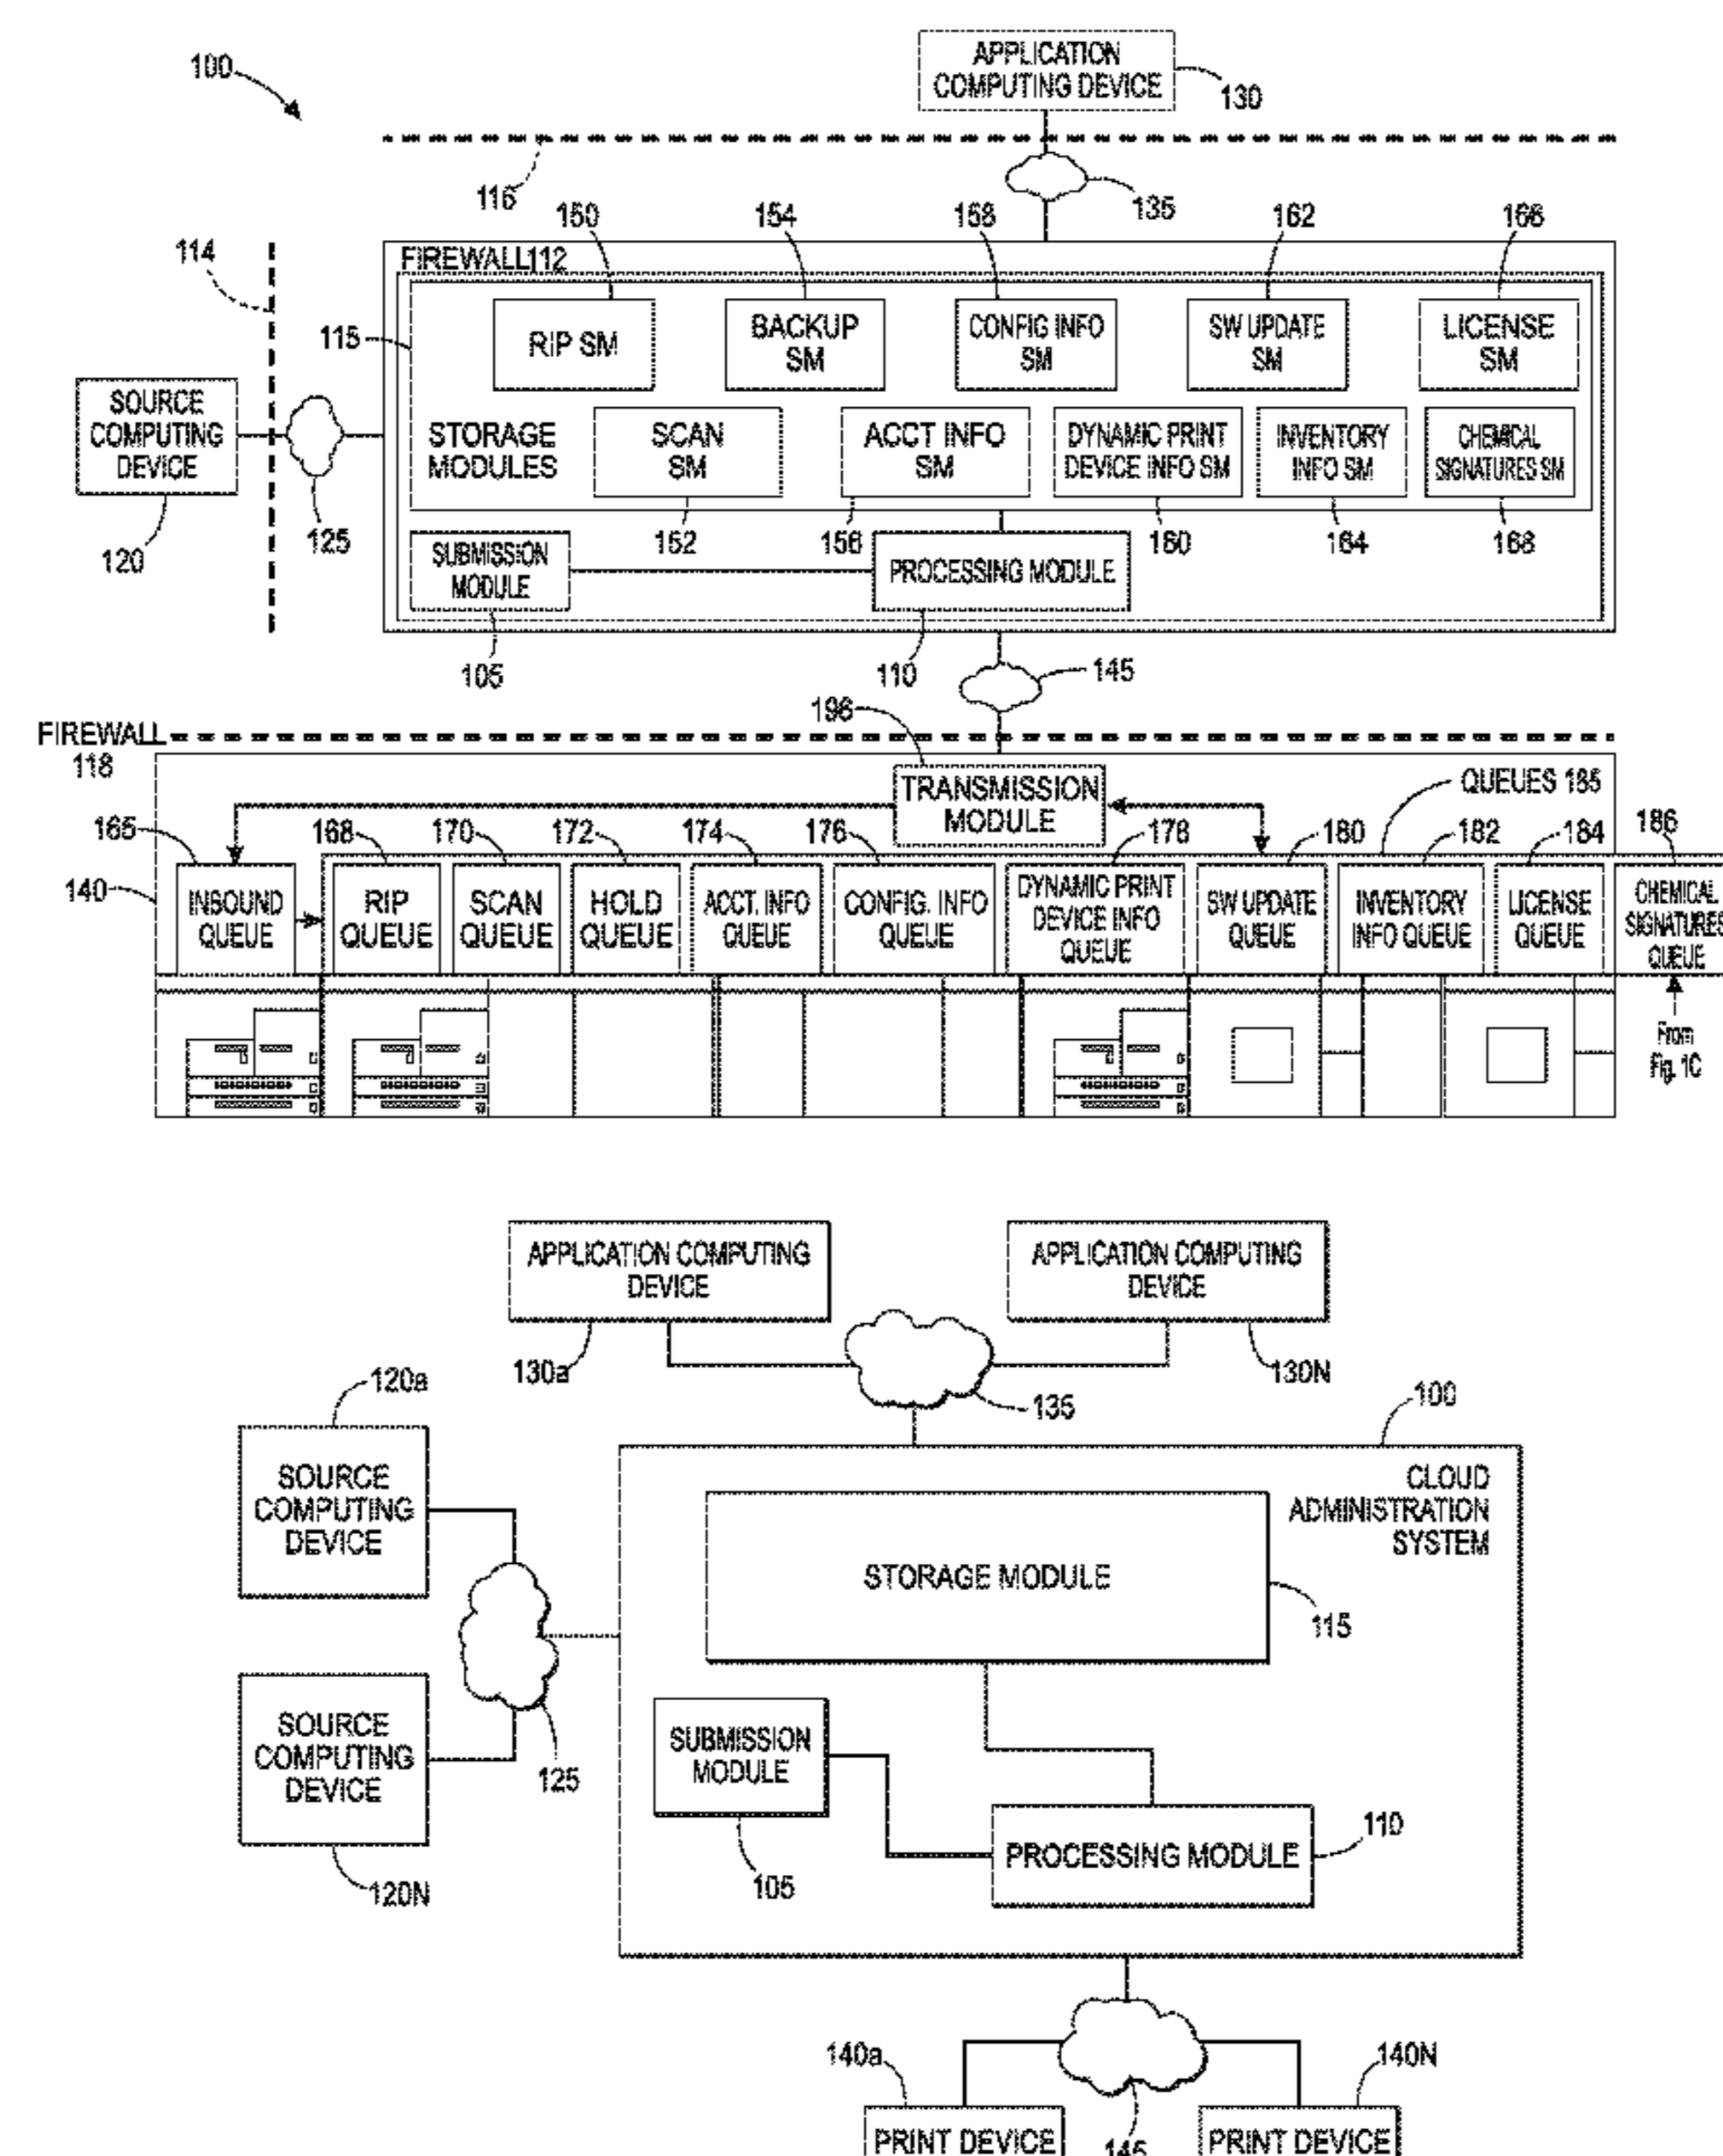 100
APPLICATION
COMPUTING DEVICE
130
116
135
114
FIREWALL 112
150
154
158
162
166
115
RIP SM
BACKUP
SM
CONFIG INFO
SM
SW UPDATE
SM
LICENSE
SM
SOURCE
COMPUTING
DEVICE
120
125
STORAGE
MODULES
SCAN
SM
ACCT INFO
SM
DYNAMIC PRINT
DEVICE INFO SM
INVENTORY
INFO SM
CHEMICAL
SIGNATURES SM
152
156
160
164
168
SUBMISSION
MODULE
PROCESSING MODULE
105
110
145
FIREWALL
118
196
TRANSMISSION
MODULE
QUEUES 185
165
168
170
172
174
176
178
180
182
184
186
140
INBOUND
QUEUE
RIP
QUEUE
SCAN
QUEUE
HOLD
QUEUE
ACCT. INFO
QUEUE
CONFIG. INFO
QUEUE
DYNAMIC PRINT
DEVICE INFO
QUEUE
SW UPDATE
QUEUE
INVENTORY
INFO QUEUE
LICENSE
QUEUE
CHEMICAL
SIGNATURES
QUEUE
From
Fig. 1C
APPLICATION COMPUTING
DEVICE
APPLICATION COMPUTING
DEVICE
130a
130N
135
120a
100
SOURCE
COMPUTING
DEVICE
CLOUD
ADMINISTRATION
SYSTEM
STORAGE MODULE
115
SOURCE
COMPUTING
DEVICE
125
120N
SUBMISSION
MODULE
105
PROCESSING MODULE
110
140a
140N
PRINT DEVICE
145
PRINT DEVICE